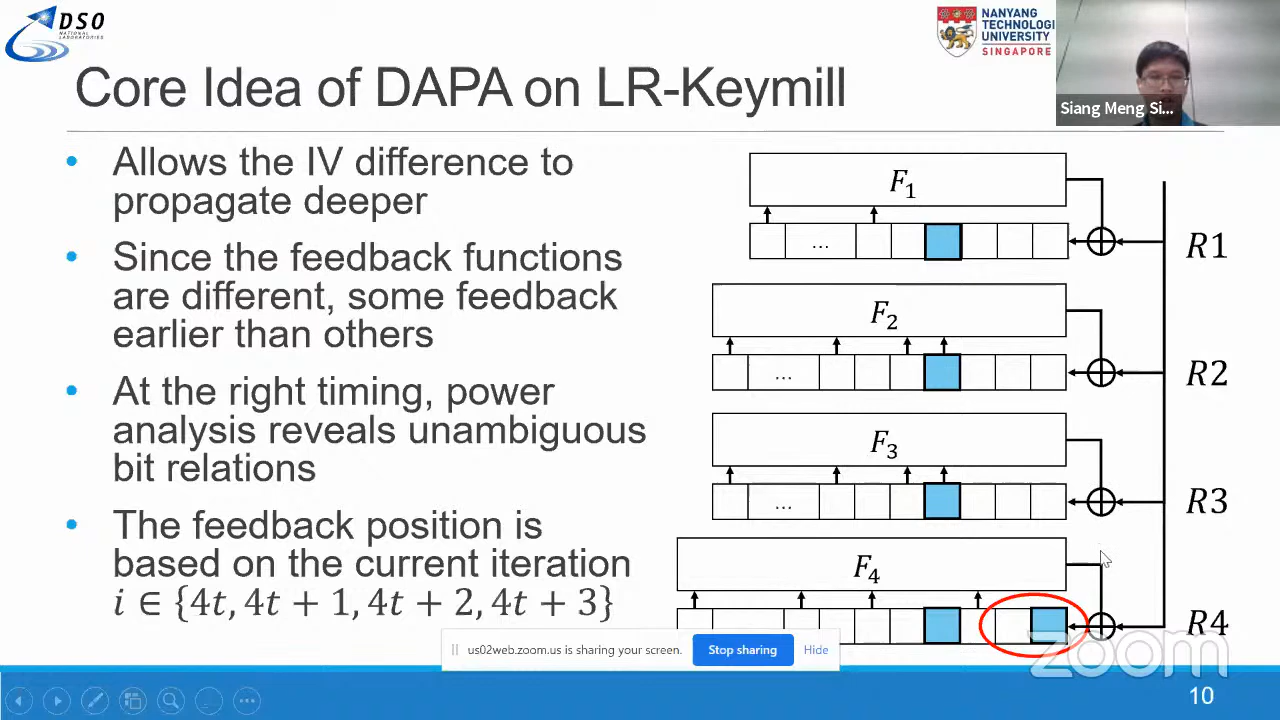 DSO
NATIONAL
LABORATORIES
NANYANG
TECHNOLOGI
UNIVERSITY
SINGAPORE
Siang Meng Si...
Core Idea of DAPA on LR-Keymill
• Allows the IV difference to
propagate deeper
• Since the feedback functions
are different, some feedback
earlier than others
• At the right timing, power
analysis reveals unambiguous
bit relations
• The feedback position is
based on the current iteration
i ∈ {4t, 4t + 1, 4t + 2, 4t + 3}
F₁
...
R1
F₂
...
R2
F₃
...
R3
F₄
R4
us02web.zoom.us is sharing your screen.
Stop sharing
Hide
zoom
10